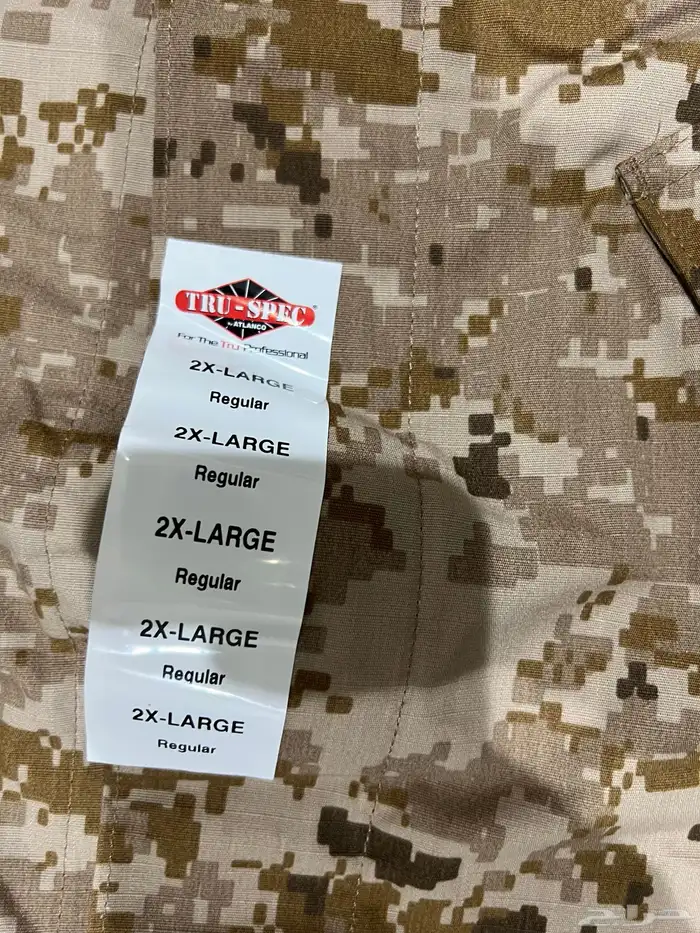 TRU-SPEC®
by ATLANCO
For The Tru Professional
2X-LARGE
Regular
2X-LARGE
Regular
2X-LARGE
Regular
2X-LARGE
Regular
2X-LARGE
Regular
حراج